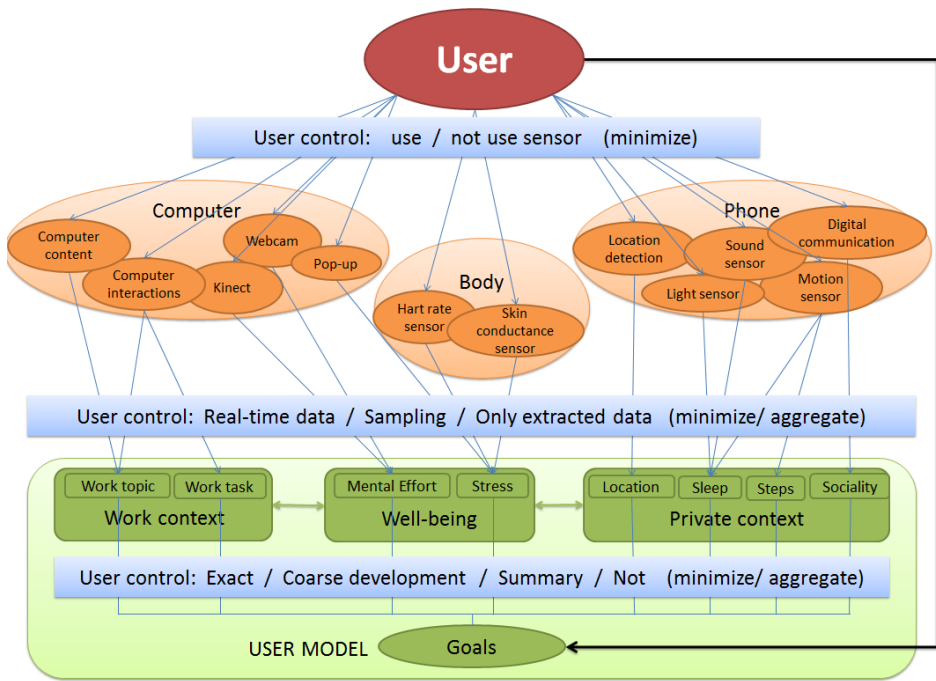 User
User control: use / not use sensor (minimize)
Computer
Computer
content
Computer
interactions
Kinect
Webcam
Pop-up
Body
Hart rate
sensor
Skin
conductance
sensor
Phone
Location
detection
Sound
sensor
Digital
communication
Light sensor
Motion
sensor
User control: Real-time data / Sampling / Only extracted data (minimize/ aggregate)
Work topic
Work task
Work context
Mental Effort
Stress
Well-being
Location
Sleep
Steps
Sociality
Private context
User control: Exact / Coarse development / Summary / Not (minimize/ aggregate)
USER MODEL
Goals